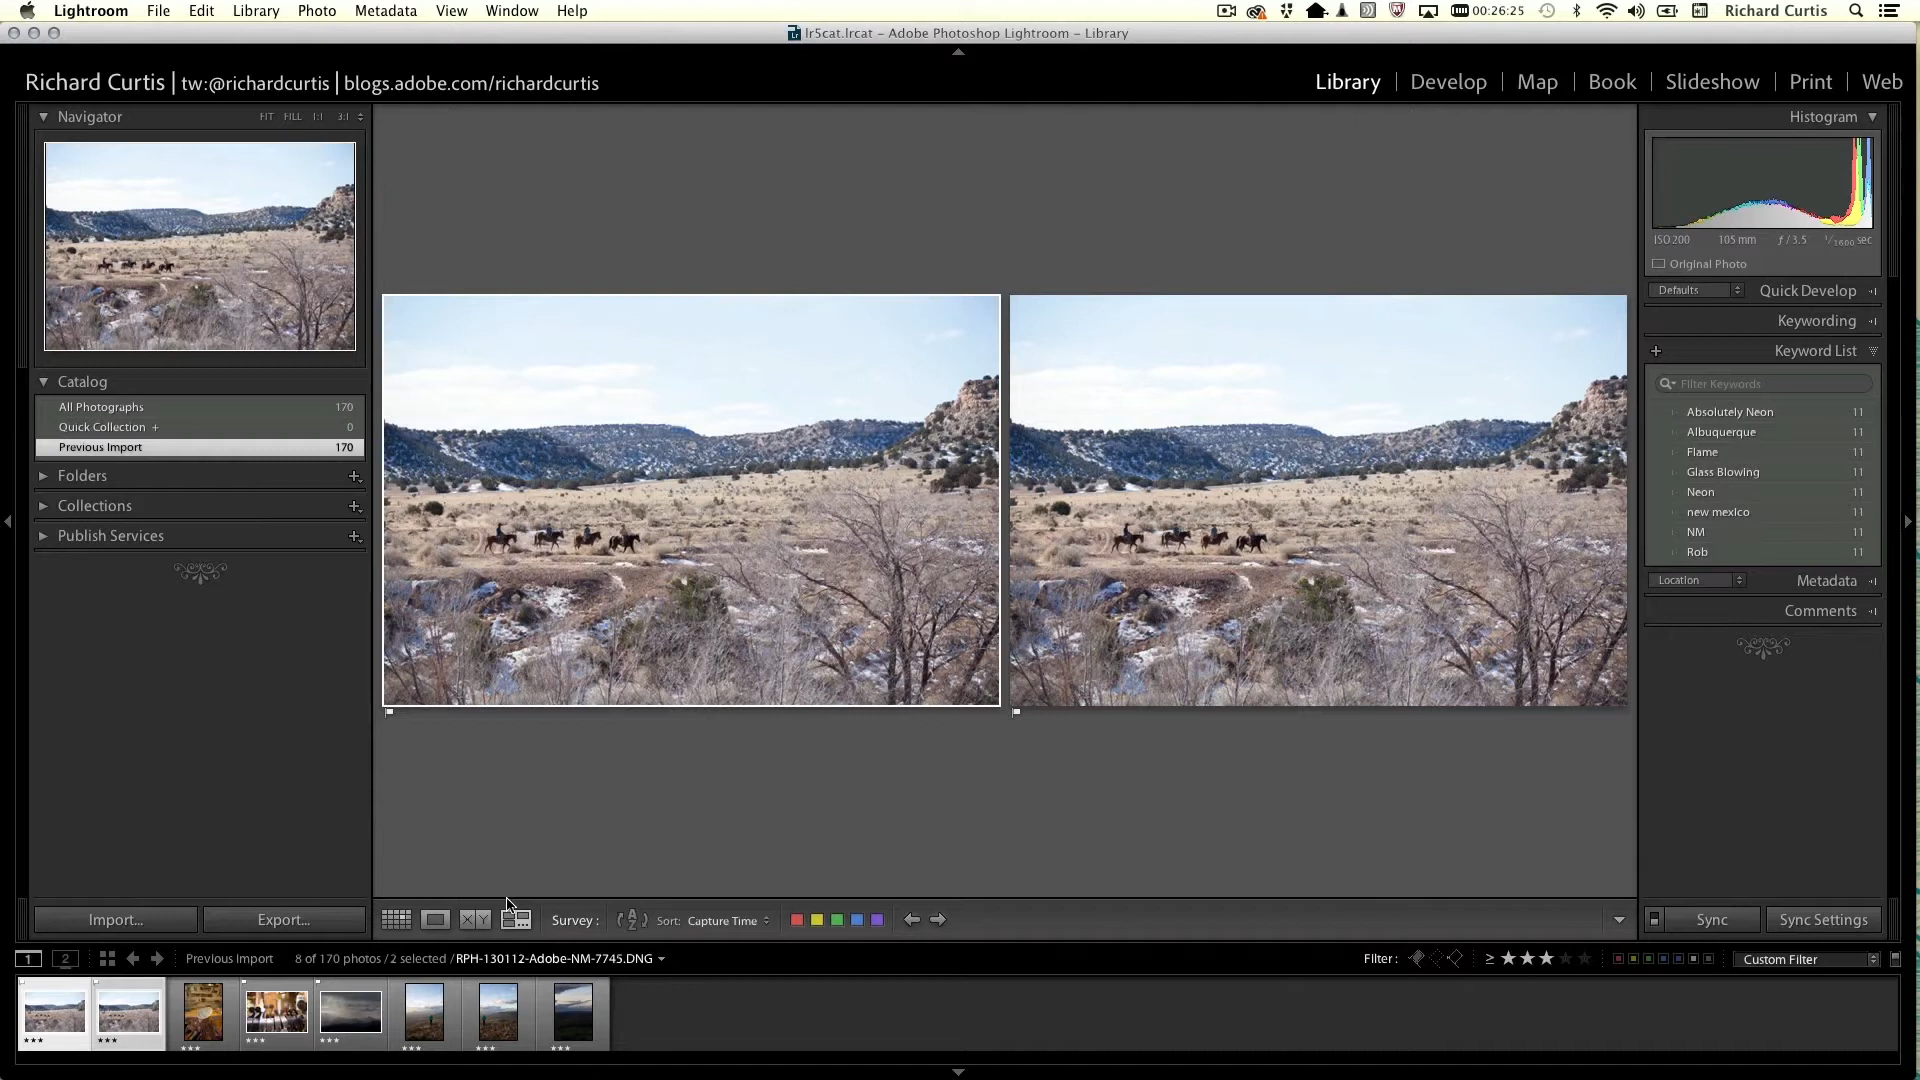 Lightroom File Edit Library Photo Metadata View Window Help 00:26:25 Richard Curtis
lr5cat.lrcat – Adobe Photoshop Lightroom – Library
Richard Curtis | tw:@richardcurtis | blogs.adobe.com/richardcurtis
Library | Develop | Map | Book | Slideshow | Print | Web
Navigator FIT FILL 1:1 3:1
Histogram
ISO 200 105 mm ƒ / 3.5 1/1600 sec
Original Photo
Defaults Quick Develop
Keywording
+ Keyword List
Filter Keywords
Absolutely Neon 11
Albuquerque 11
Flame 11
Glass Blowing 11
Neon 11
new mexico 11
NM 11
Rob 11
Location Metadata
Comments
Catalog
All Photographs 170
Quick Collection + 0
Previous Import 170
Folders +
Collections +
Publish Services +
Import... Export...
XY Survey : AZ Sort: Capture Time
Sync Sync Settings
1 2 Previous Import 8 of 170 photos / 2 selected / RPH-130112-Adobe-NM-7745.DNG
Filter : ≥ ★★★★★ Custom Filter
★★★ ★★★ ★★★ ★★★ ★★★ ★★★ ★★★ ★★★